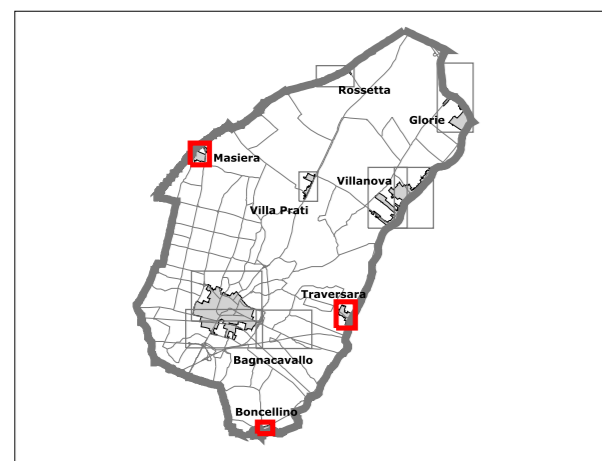 Rossetta
Glorie
Masiera
Villanova
Villa Prati
Traversara
Bagnacavallo
Boncellino